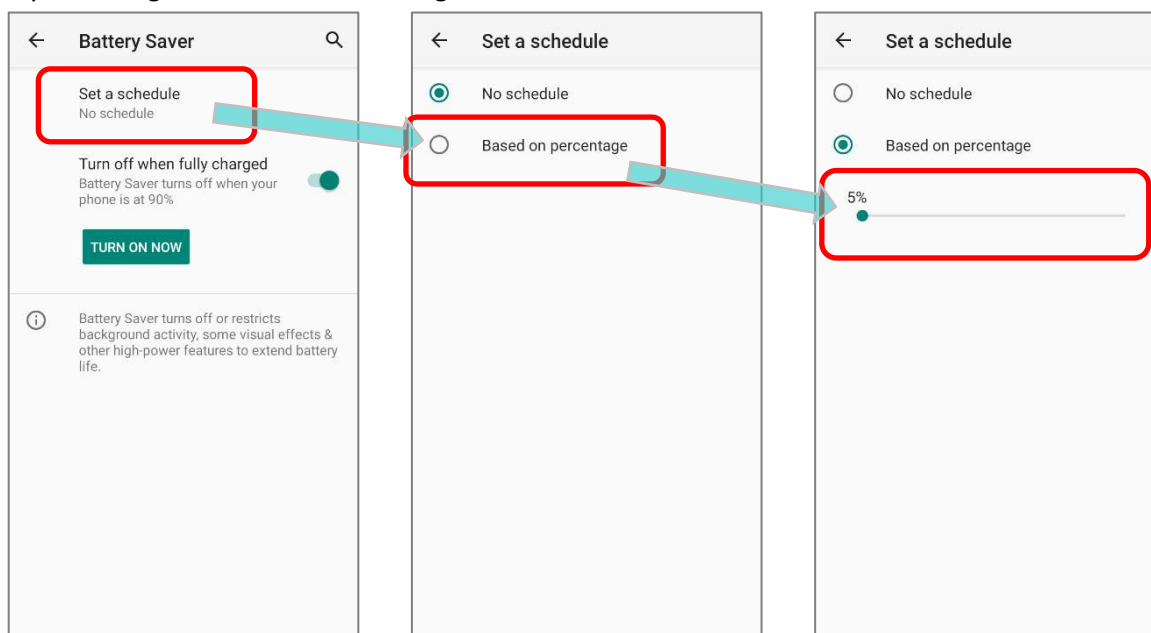 Battery Saver
Set a schedule
No schedule
Turn off when fully charged
Battery Saver turns off when your
phone is at 90%
TURN ON NOW
Battery Saver turns off or restricts
background activity, some visual effects &
other high-power features to extend battery
life.
Set a schedule
No schedule
Based on percentage
Set a schedule
No schedule
Based on percentage
5%